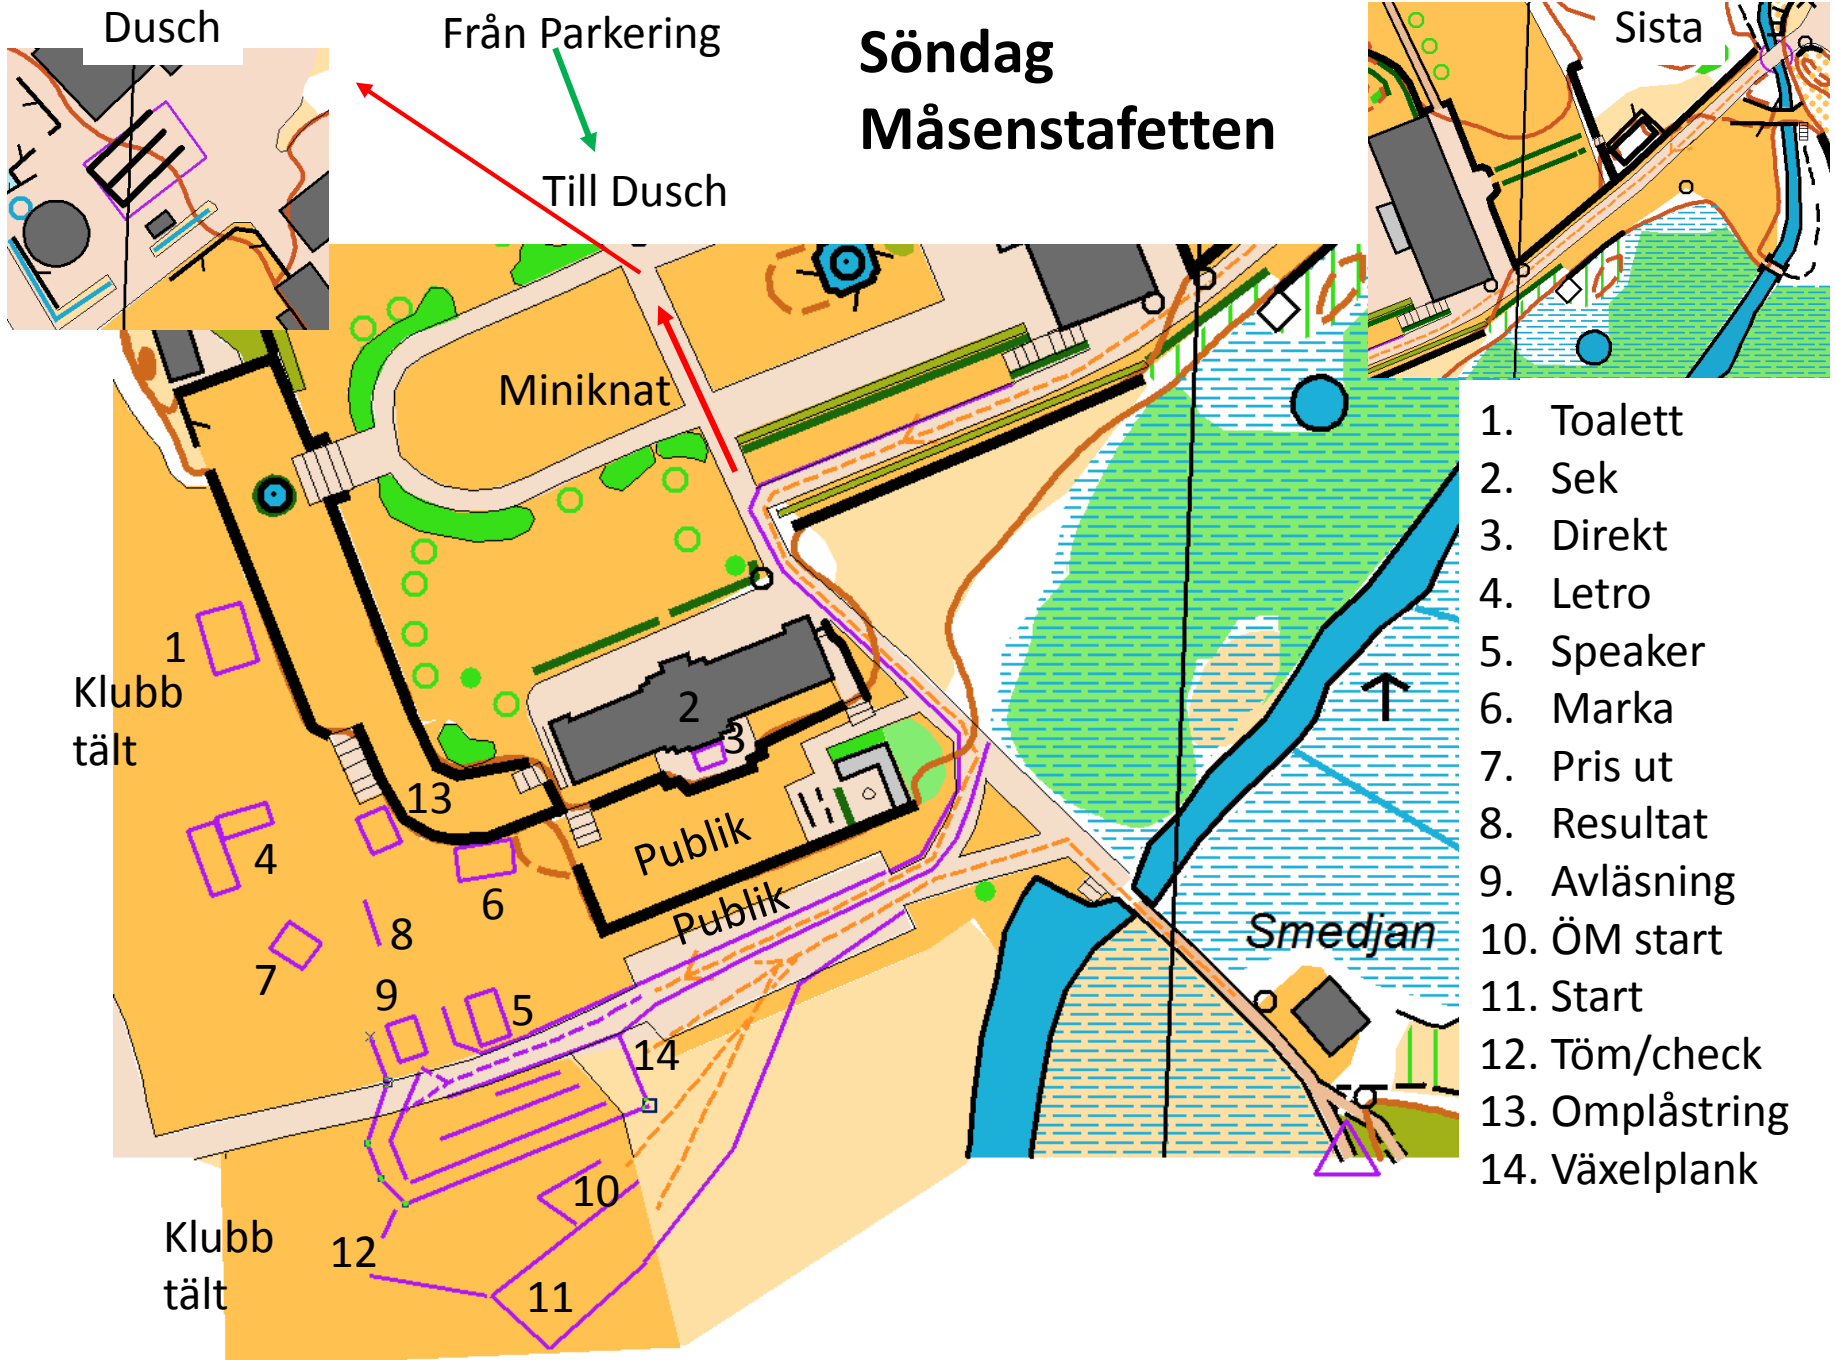 Dusch
Från Parkering
Söndag
Måsenstafetten
Sista
Till Dusch
Miniknat
1. Toalett
2. Sek
3. Direkt
4. Letro
5. Speaker
6. Marka
7. Pris ut
8. Resultat
9. Avläsning
10. ÖM start
11. Start
12. Töm/check
13. Omplåstring
14. Växelplank
1
Klubb
tält
2
3
13
4
Publik
Publik
6
8
7
9
5
Smedjan
14
10
Klubb
tält
12
11